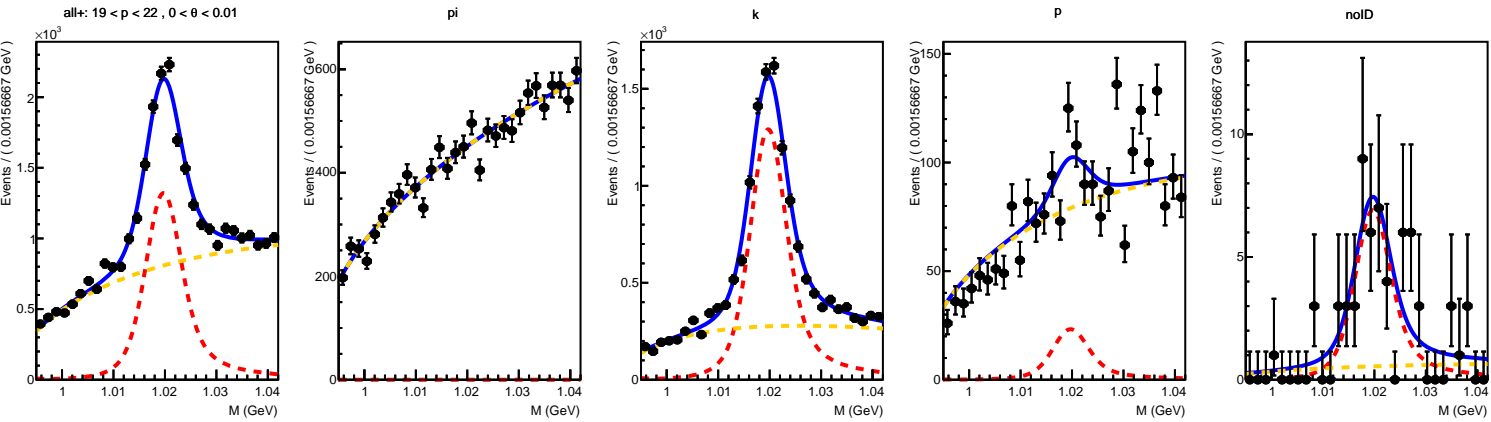 all+: 19 < p < 22 , 0 < θ < 0.01
×10³
Events / ( 0.00156667 GeV )
2
1.5
1
0.5
0
1 1.01 1.02 1.03 1.04
M (GeV)
pi
Events / ( 0.00156667 GeV )
600
400
200
0
1 1.01 1.02 1.03 1.04
M (GeV)
k
×10³
Events / ( 0.00156667 GeV )
1.5
1
0.5
0
1 1.01 1.02 1.03 1.04
M (GeV)
p
Events / ( 0.00156667 GeV )
150
100
50
0
1 1.01 1.02 1.03 1.04
M (GeV)
noID
Events / ( 0.00156667 GeV )
10
5
0
1 1.01 1.02 1.03 1.04
M (GeV)